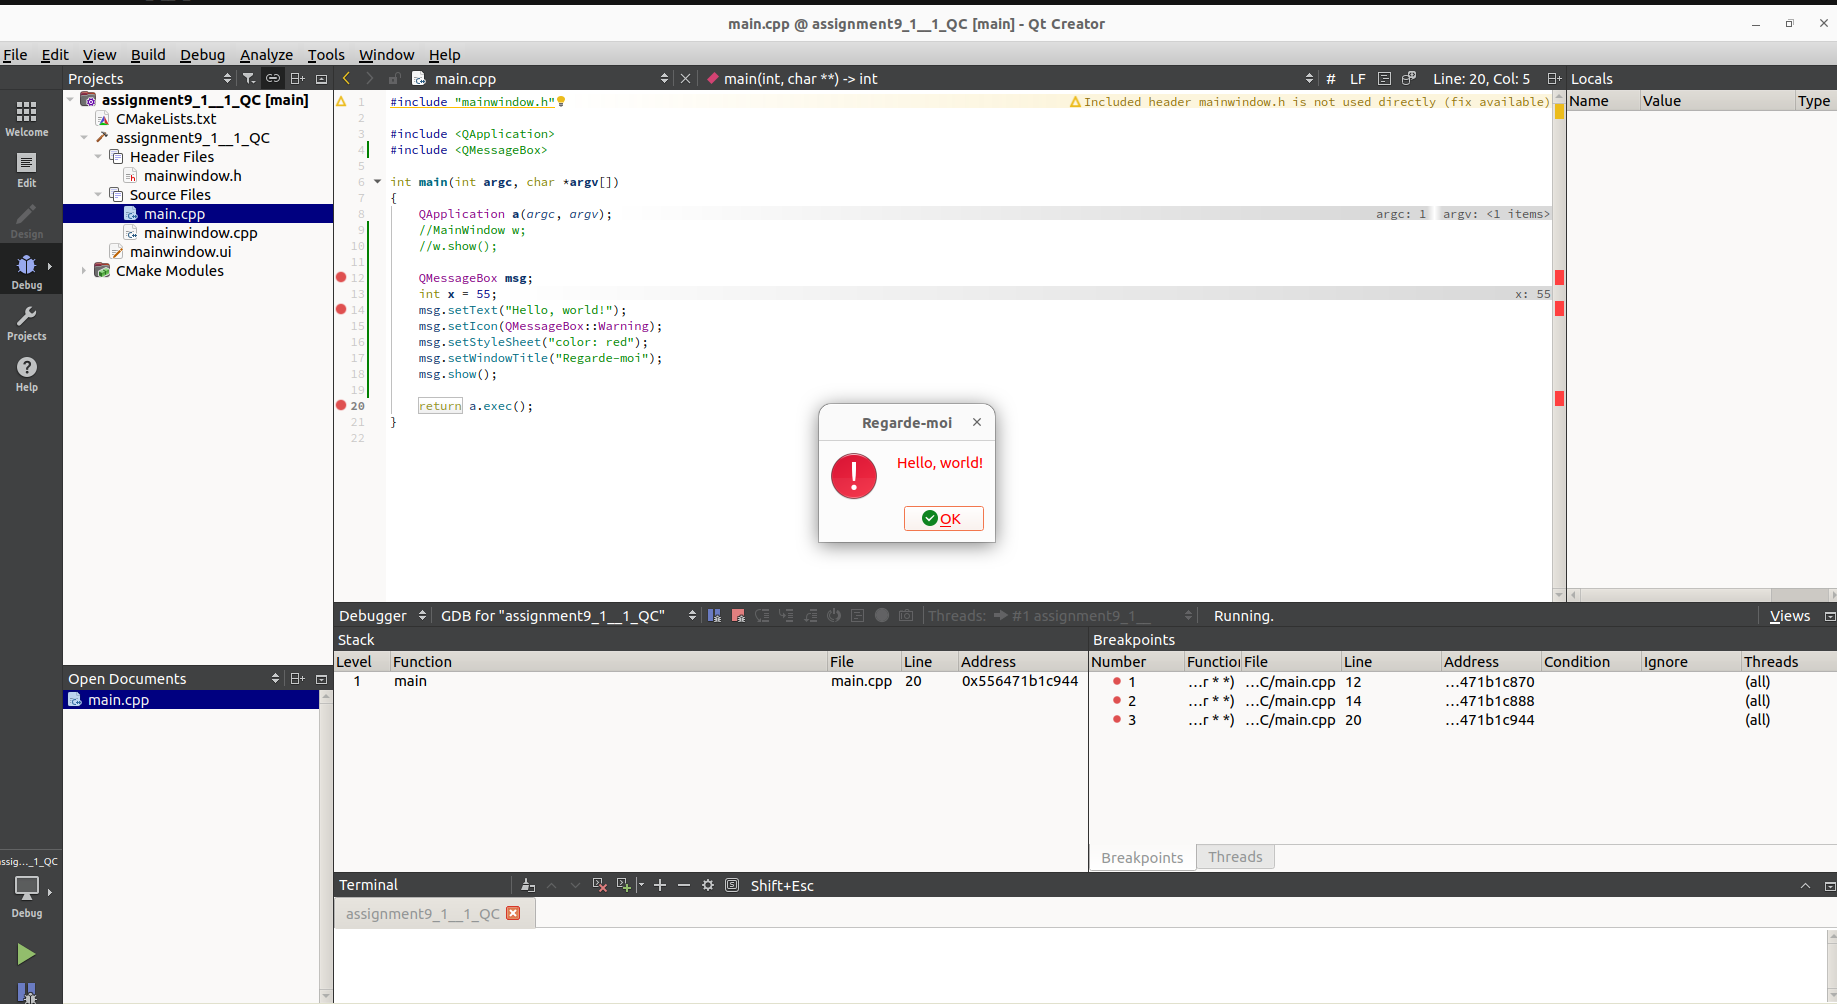 main.cpp @ assignment9_1__1_QC [main] - Qt Creator
File Edit View Build Debug Analyze Tools Window Help
Projects
main.cpp
main(int, char **) -> int
# LF
Line: 20, Col: 5
Locals
Welcome
Edit
Design
Debug
Projects
Help
assignment9_1__1_QC [main]
CMakeLists.txt
assignment9_1__1_QC
Header Files
mainwindow.h
Source Files
main.cpp
mainwindow.cpp
mainwindow.ui
CMake Modules
1 #include "mainwindow.h" Included header mainwindow.h is not used directly (fix available)
2
3 #include <QApplication>
4 #include <QMessageBox>
5
6 int main(int argc, char *argv[])
7 {
8 QApplication a(argc, argv); argc: 1 argv: <1 items>
9 //MainWindow w;
10 //w.show();
11
12 QMessageBox msg;
13 int x = 55; x: 55
14 msg.setText("Hello, world!");
15 msg.setIcon(QMessageBox::Warning);
16 msg.setStyleSheet("color: red");
17 msg.setWindowTitle("Regarde-moi");
18 msg.show();
19
20 return a.exec();
21 }
22
Name Value Type
Regarde-moi
Hello, world!
OK
Open Documents
main.cpp
Debugger GDB for "assignment9_1__1_QC" Threads: #1 assignment9_1__ Running. Views
Stack
Level Function File Line Address
1 main main.cpp 20 0x556471b1c944
Breakpoints
Number Function File Line Address Condition Ignore Threads
1 ...r * *) ...C/main.cpp 12 ...471b1c870 (all)
2 ...r * *) ...C/main.cpp 14 ...471b1c888 (all)
3 ...r * *) ...C/main.cpp 20 ...471b1c944 (all)
Breakpoints Threads
Terminal Shift+Esc
assignment9_1__1_QC
assig..._1_QC
Debug